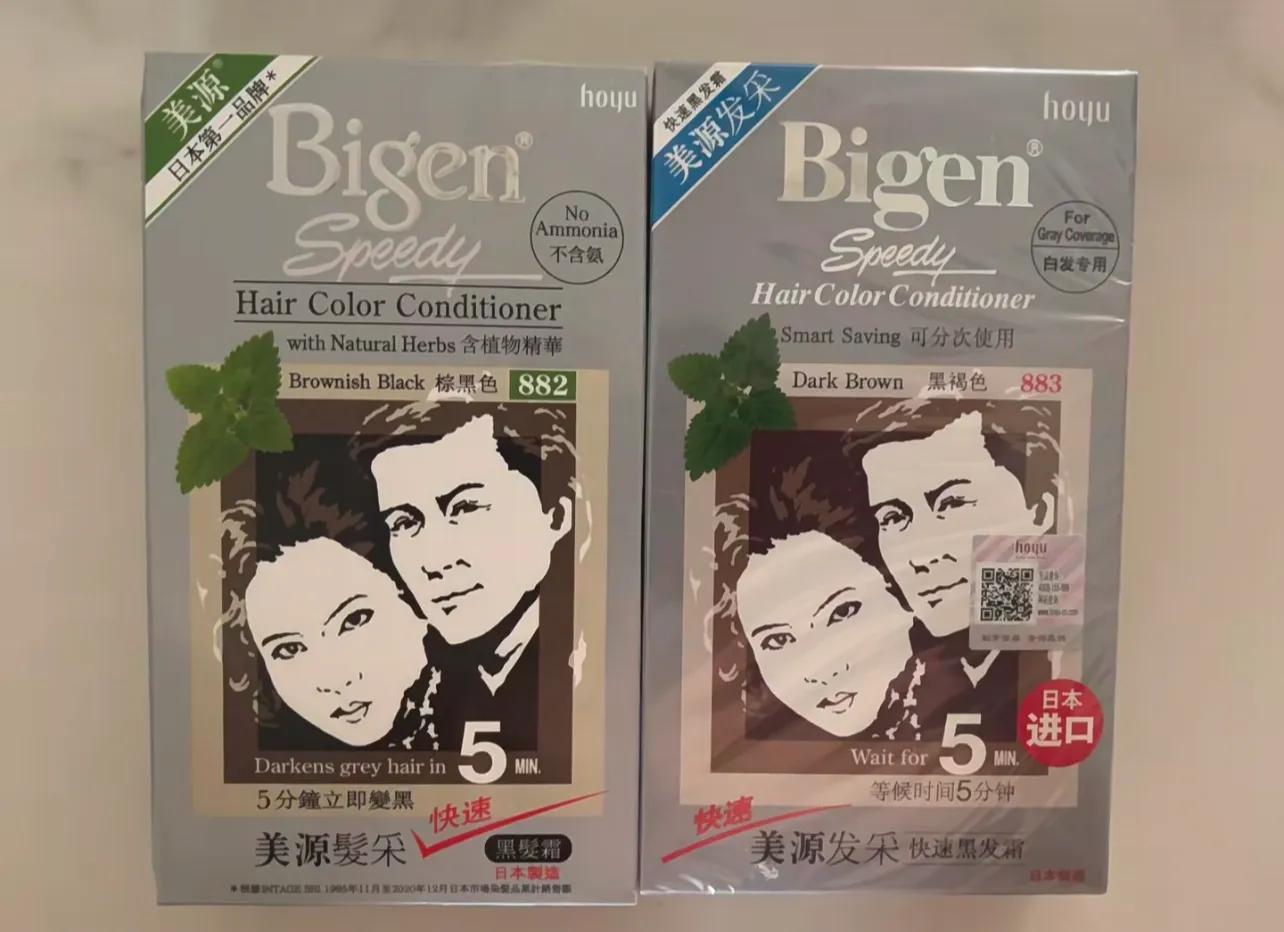 美源®
日本第一品牌*
hoyu
Bigen®
Speedy
No
Ammonia
不含氨
Hair Color Conditioner
with Natural Herbs 含植物精華
Brownish Black 棕黑色 882
Darkens grey hair in 5 MIN.
5分鐘立即變黑
快速
美源髮采
黑髮霜
日本製造
快速黑发霜
美源发采
hoyu
Bigen®
Speedy
For
Gray Coverage
白发专用
Hair Color Conditioner
Smart Saving 可分次使用
Dark Brown 黑褐色 883
hoyu
日本
进口
Wait for 5 MIN.
等候时间5分钟
快速
美源发采 快速黑发霜